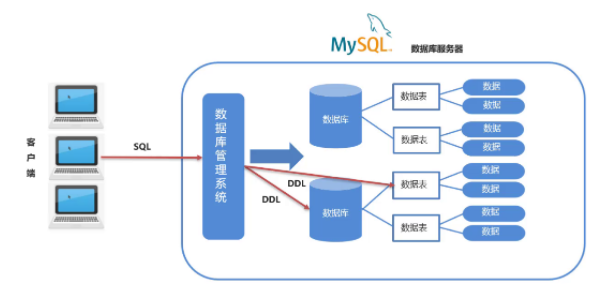 MySQL
数据库服务器
客户端
SQL
数据库管理系统
数据库
数据表
数据
数据
数据表
数据
数据
DDL
DDL
数据库
数据表
数据
数据
数据表
数据
数据